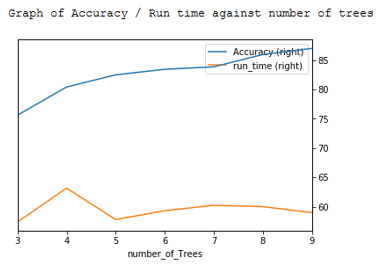 Graph of Accuracy / Run time against number of trees
Accuracy (right)
run_time (right)
85
80
75
70
65
60
3 4 5 6 7 8 9
number_of_Trees